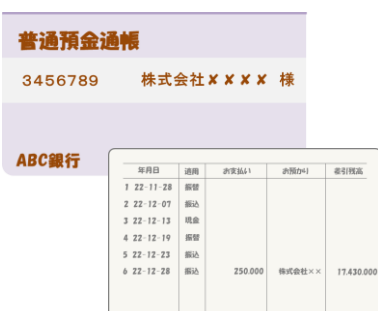 普通預金通帳
3456789 株式会社✘✘✘✘ 様
ABC銀行
年月日 適用 お支払い お預かり 差引残高
1 22-11-28 振替
2 22-12-07 振込
3 22-12-13 現金
4 22-12-19 振替
5 22-12-23 振込
6 22-12-28 振込 250.000 株式会社×× 17.430.000